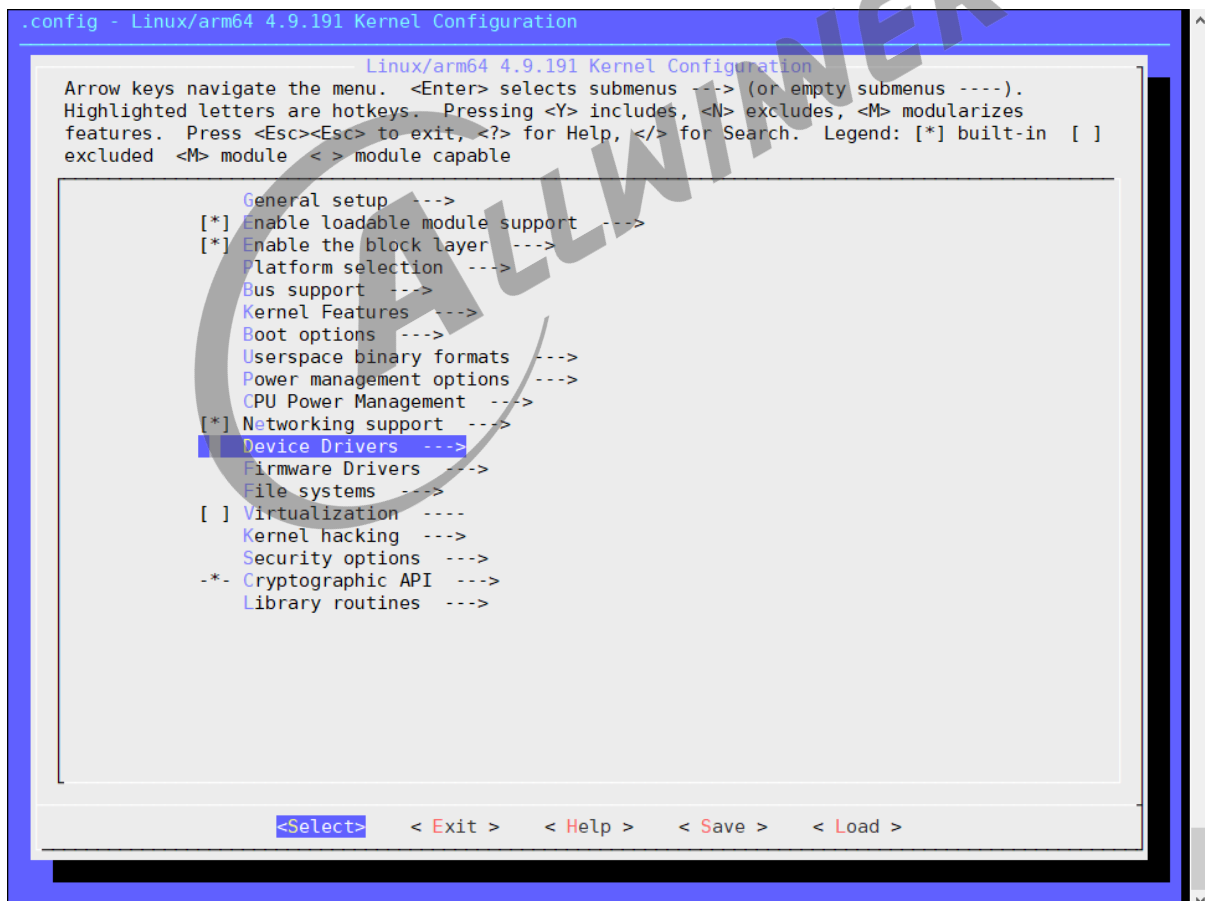 .config - Linux/arm64 4.9.191 Kernel Configuration
Linux/arm64 4.9.191 Kernel Configuration
Arrow keys navigate the menu.  <Enter> selects submenus ---> (or empty submenus ----).
Highlighted letters are hotkeys.  Pressing <Y> includes, <N> excludes, <M> modularizes
features.  Press <Esc><Esc> to exit, <?> for Help, </> for Search.  Legend: [*] built-in  [ ]
excluded  <M> module  < > module capable
General setup  --->
[*] Enable loadable module support  --->
[*] Enable the block layer  --->
Platform selection  --->
Bus support  --->
Kernel Features  --->
Boot options  --->
Userspace binary formats  --->
Power management options  --->
CPU Power Management  --->
[*] Networking support  --->
Device Drivers  --->
Firmware Drivers  --->
File systems  --->
[ ] Virtualization  ----
Kernel hacking  --->
Security options  --->
-*- Cryptographic API  --->
Library routines  --->
<Select>    < Exit >    < Help >    < Save >    < Load >
ALLWINNER